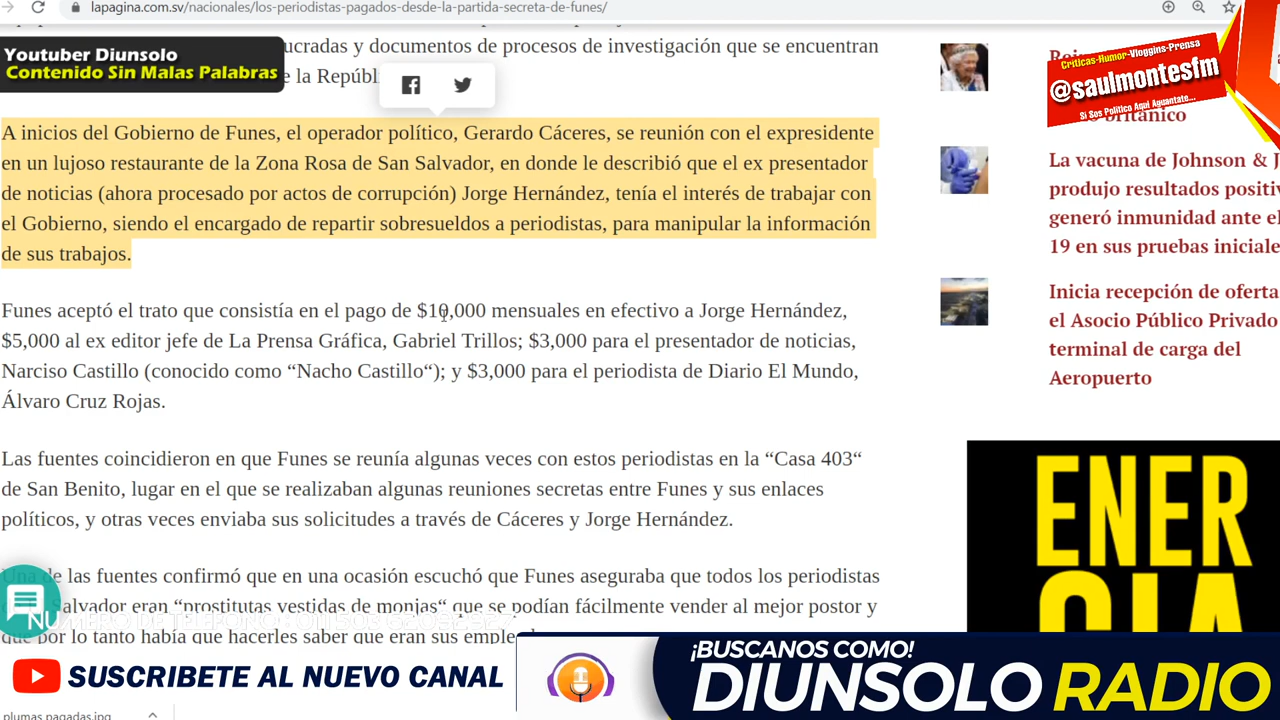 lapagina.com.sv/nacionales/los-periodistas-pagados-desde-la-partida-secreta-de-funes/
Youtuber Diunsolo
Contenido Sin Malas Palabras
ucradas y documentos de procesos de investigación que se encuentran
e la Repúbli
A inicios del Gobierno de Funes, el operador político, Gerardo Cáceres, se reunión con el expresidente
en un lujoso restaurante de la Zona Rosa de San Salvador, en donde le describió que el ex presentador
de noticias (ahora procesado por actos de corrupción) Jorge Hernández, tenía el interés de trabajar con
el Gobierno, siendo el encargado de repartir sobresueldos a periodistas, para manipular la información
de sus trabajos.
Funes aceptó el trato que consistía en el pago de $10,000 mensuales en efectivo a Jorge Hernández,
$5,000 al ex editor jefe de La Prensa Gráfica, Gabriel Trillos; $3,000 para el presentador de noticias,
Narciso Castillo (conocido como “Nacho Castillo“); y $3,000 para el periodista de Diario El Mundo,
Álvaro Cruz Rojas.
Las fuentes coincidieron en que Funes se reunía algunas veces con estos periodistas en la “Casa 403“
de San Benito, lugar en el que se realizaban algunas reuniones secretas entre Funes y sus enlaces
políticos, y otras veces enviaba sus solicitudes a través de Cáceres y Jorge Hernández.
Una de las fuentes confirmó que en una ocasión escuchó que Funes aseguraba que todos los periodistas
Salvador eran “prostitutas vestidas de monjas“ que se podían fácilmente vender al mejor postor y
que por lo tanto había que hacerles saber que eran sus emple
Críticas-Humor-Vloggins-Prensa
@saulmontesfm
Si Sos Político Aqui Aguantate...
británico
La vacuna de Johnson & J
produjo resultados positiv
generó inmunidad ante el
19 en sus pruebas iniciale
Inicia recepción de oferta
el Asocio Público Privado
terminal de carga del
Aeropuerto
ENER
GIA
SUSCRIBETE AL NUEVO CANAL
¡BUSCANOS COMO!
DIUNSOLO RADIO
plumas pagadas.jpg